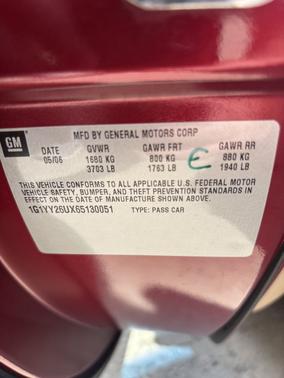 GM
MFD BY GENERAL MOTORS CORP
DATE GVWR GAWR FRT GAWR RR
05/06 1680 KG 800 KG E 880 KG
3703 LB 1763 LB 1940 LB
THIS VEHICLE CONFORMS TO ALL APPLICABLE U.S. FEDERAL MOTOR
VEHICLE SAFETY, BUMPER, AND THEFT PREVENTION STANDARDS IN
EFFECT ON THE DATE OF MANUFACTURE SHOWN ABOVE.
1G1YY26UX65130051 TYPE: PASS CAR